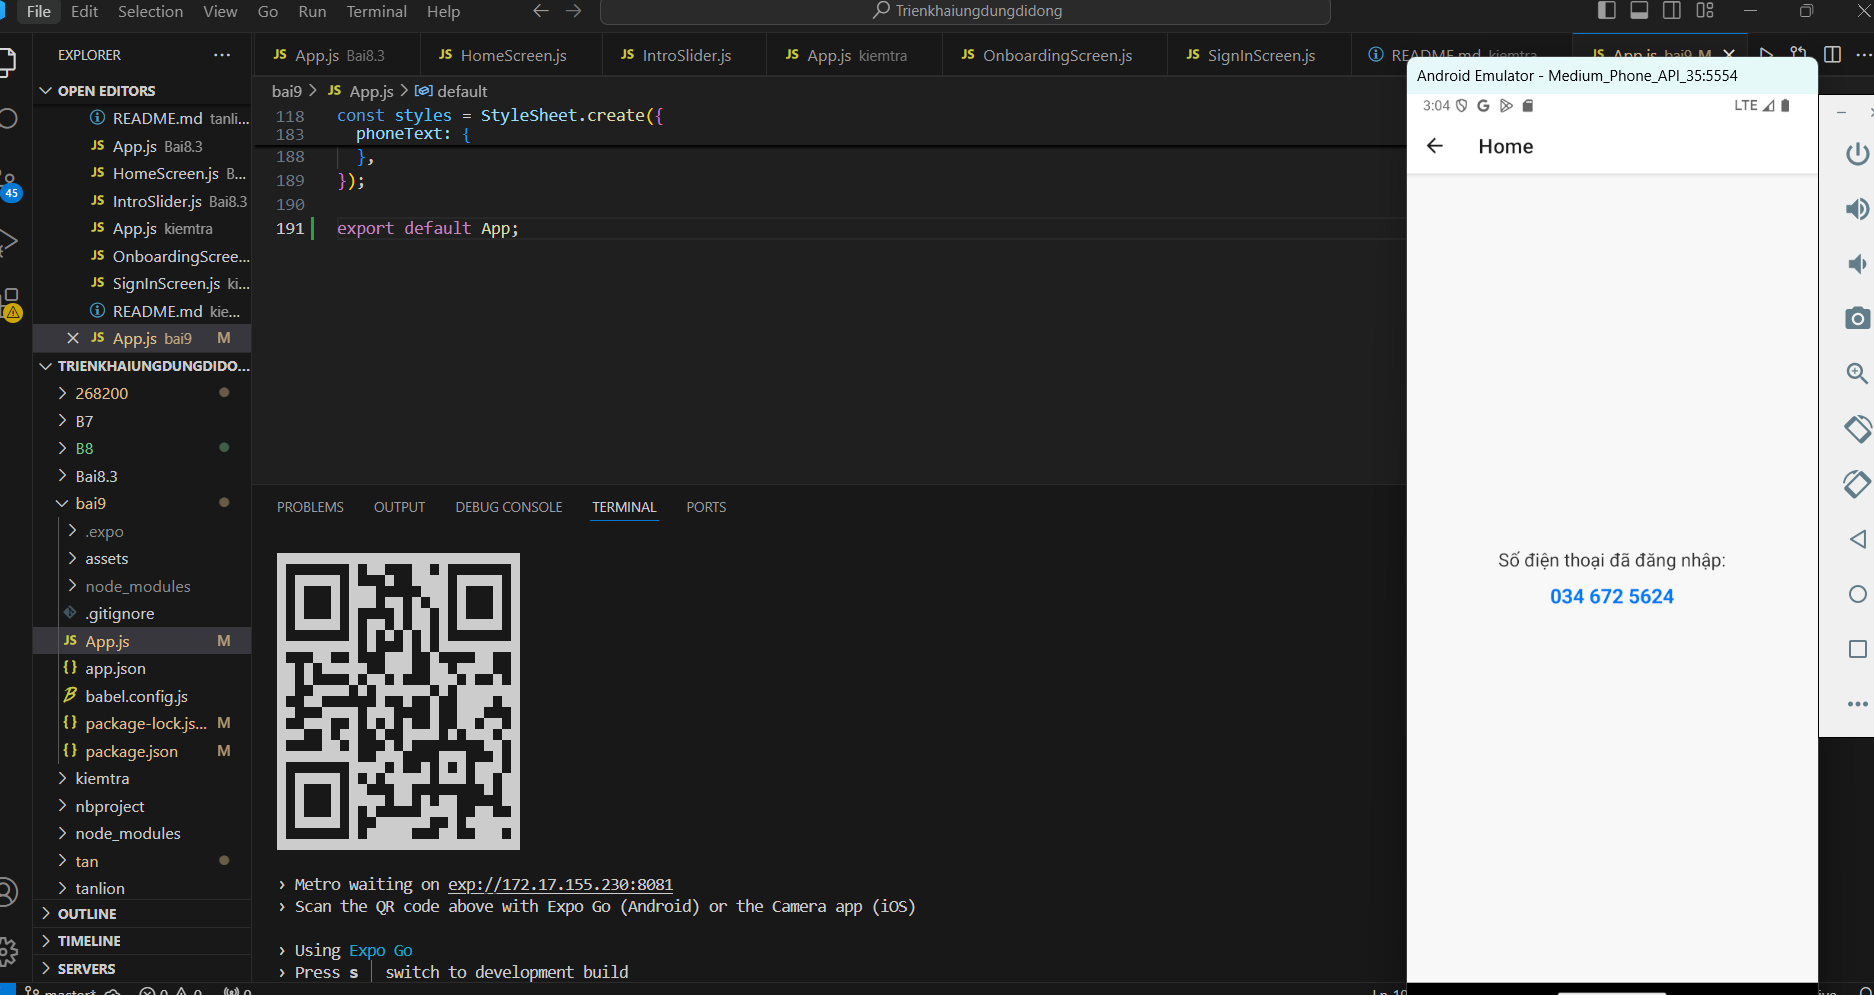 File Edit Selection View Go Run Terminal Help
Trienkhaiungdungdidong
EXPLORER
JS App.js Bai8.3
JS HomeScreen.js
JS IntroSlider.js
JS App.js kiemtra
JS OnboardingScreen.js
JS SignInScreen.js
README.md kiemtra
JS App.js bai9 M
OPEN EDITORS
README.md tanli...
JS App.js Bai8.3
JS HomeScreen.js B...
JS IntroSlider.js Bai8.3
JS App.js kiemtra
JS OnboardingScree...
JS SignInScreen.js ki...
README.md kie...
JS App.js bai9 M
45
TRIENKHAIUNGDUNGDIDO...
268200
B7
B8
Bai8.3
bai9
.expo
assets
node_modules
.gitignore
JS App.js M
{} app.json
babel.config.js
{} package-lock.js... M
{} package.json M
kiemtra
nbproject
node_modules
tan
tanlion
OUTLINE
TIMELINE
SERVERS
master*
0 0 0
bai9 > JS App.js > default
118 const styles = StyleSheet.create({
183 phoneText: {
188 },
189 });
190
191 export default App;
PROBLEMS OUTPUT DEBUG CONSOLE TERMINAL PORTS
› Metro waiting on exp://172.17.155.230:8081
› Scan the QR code above with Expo Go (Android) or the Camera app (iOS)
› Using Expo Go
› Press s │ switch to development build
Android Emulator - Medium_Phone_API_35:5554
3:04 G LTE
Home
Số điện thoại đã đăng nhập:
034 672 5624